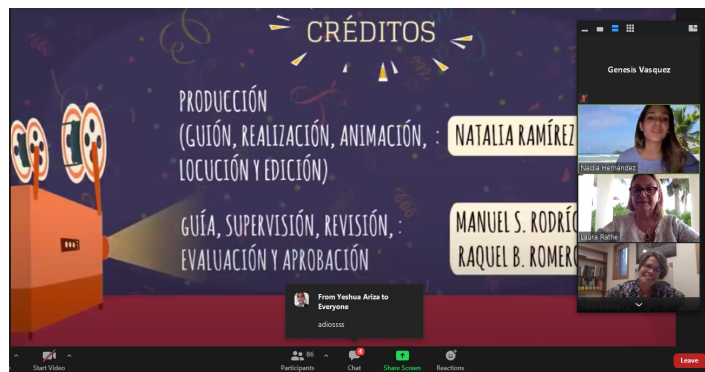 CRÉDITOS
PRODUCCIÓN
(GUIÓN, REALIZACIÓN, ANIMACIÓN, :
LOCUCIÓN Y EDICIÓN)
NATALIA RAMÍREZ
GUÍA, SUPERVISIÓN, REVISIÓN, :
EVALUACIÓN Y APROBACIÓN
MANUEL S. RODRÍG
RAQUEL B. ROMERO
Genesis Vasquez
Nadia Hernández
Laura Rathe
From Yeshua Ariza to
Everyone
adiossss
Start Video
86
Participants
4
Chat
Share Screen
Reactions
Leave